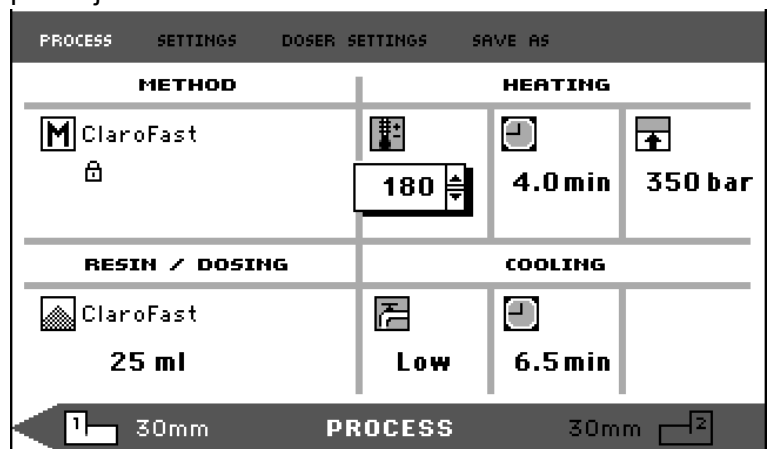 PROCESS SETTINGS DOSER SETTINGS SAVE AS
METHOD HEATING
M ClaroFast
180 4.0 min 350 bar
RESIN / DOSING COOLING
ClaroFast
25 ml Low 6.5 min
1 30mm PROCESS 30mm 2